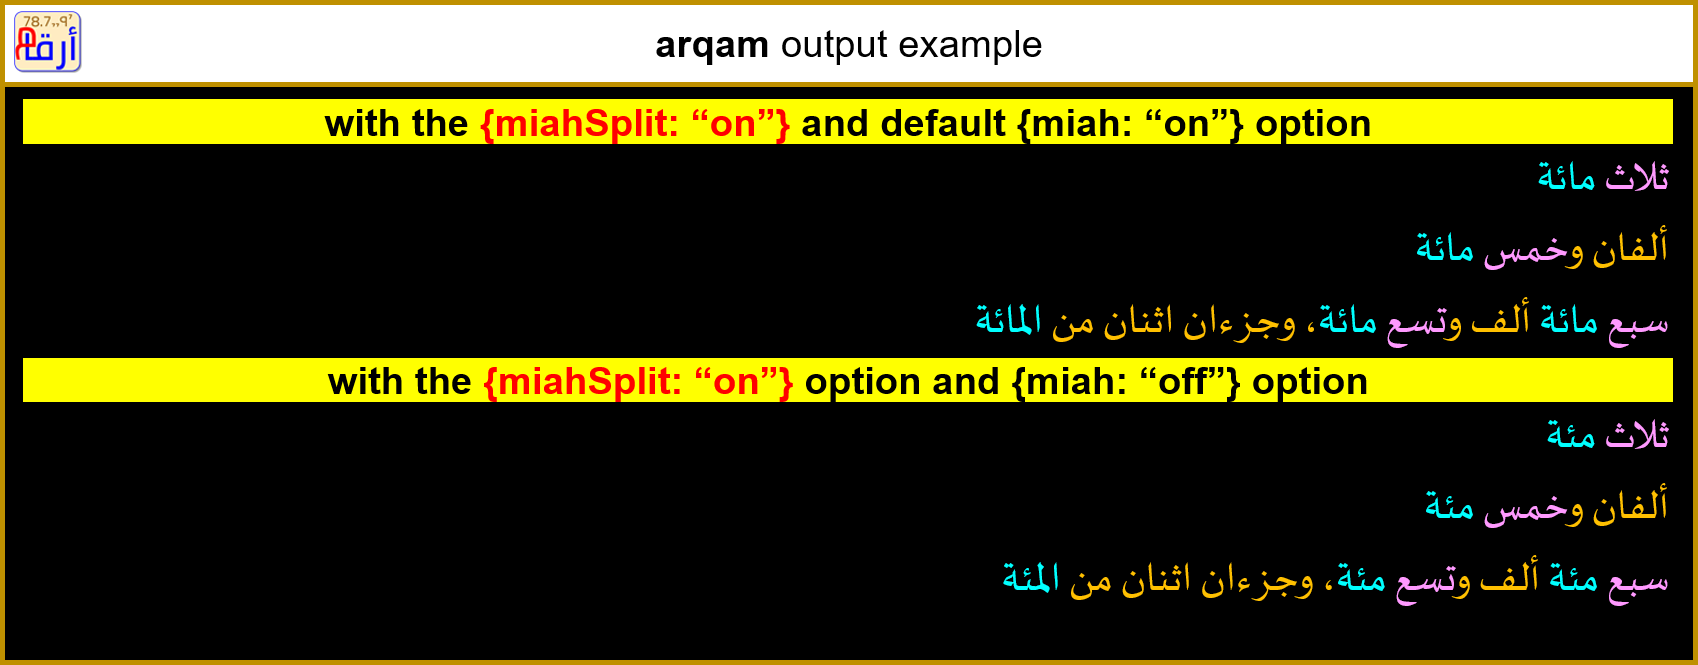 78.7,,٩٬
أرقام
arqam output example
with the {miahSplit: “on”} and default {miah: “on”} option
ثلاث مائة
ألفان وخمس مائة
سبع مائة ألف وتسع مائة، وجزءان اثنان من المائة
with the {miahSplit: “on”} option and {miah: “off”} option
ثلاث مئة
ألفان وخمس مئة
سبع مئة ألف وتسع مئة، وجزءان اثنان من المئة